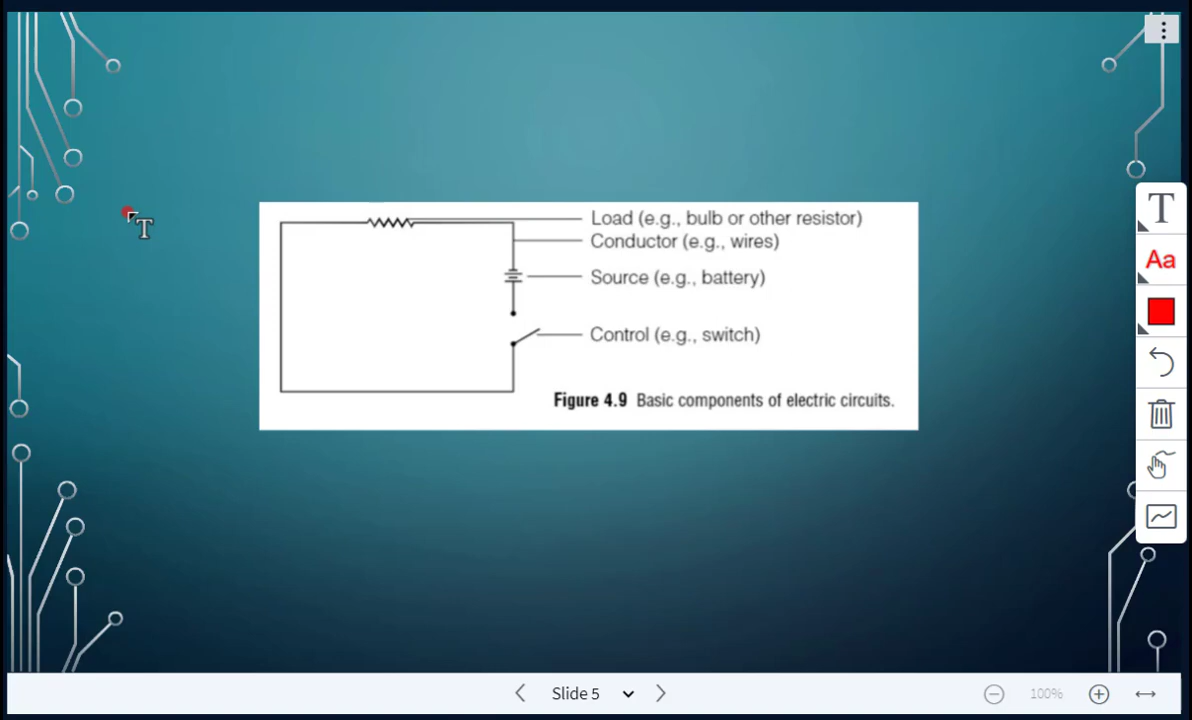 Load (e.g., bulb or other resistor)
Conductor (e.g., wires)
Source (e.g., battery)
Control (e.g., switch)
Figure 4.9 Basic components of electric circuits.
T
T
Aa
Slide 5
100%